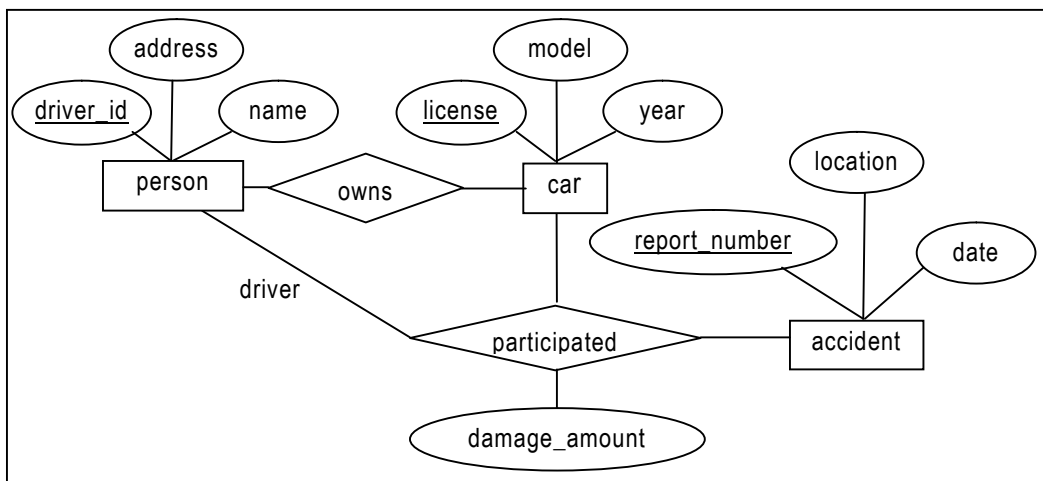 address
model
driver_id
name
license
year
location
person
owns
car
report_number
date
driver
participated
accident
damage_amount